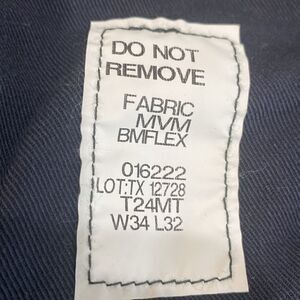 DO NOT
REMOVE
FABRIC
MVM
BMFLEX
016222
LOT:TX 12728
T24MT
W34 L32